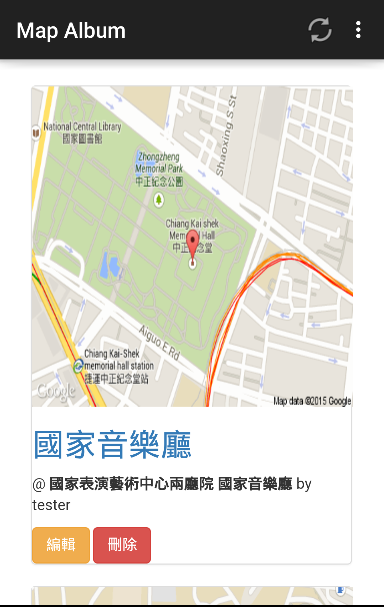 Map Album
National Central Library
國家圖書館
Shaoxing S St
Zhongzheng
Memorial Park
中正紀念公園
Chiang Kai shek
Memorial Hall
中正紀念堂
Aiguo E Rd
Chiang Kai-Shek
memorial hall station
捷運中正紀念堂站
Google
Map data ©2015 Google
國家音樂廳
@ 國家表演藝術中心兩廳院 國家音樂廳 by
tester
編輯 刪除